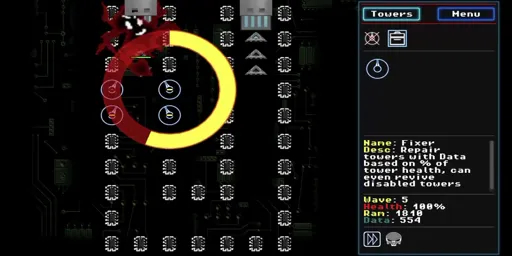 Towers
Menu
Name: Fixer
Desc: Repair
towers with Data
based on % of
tower health, can
even revive
disabled towers
Wave: 5
Health: 100%
Ram: 1810
Data: 554